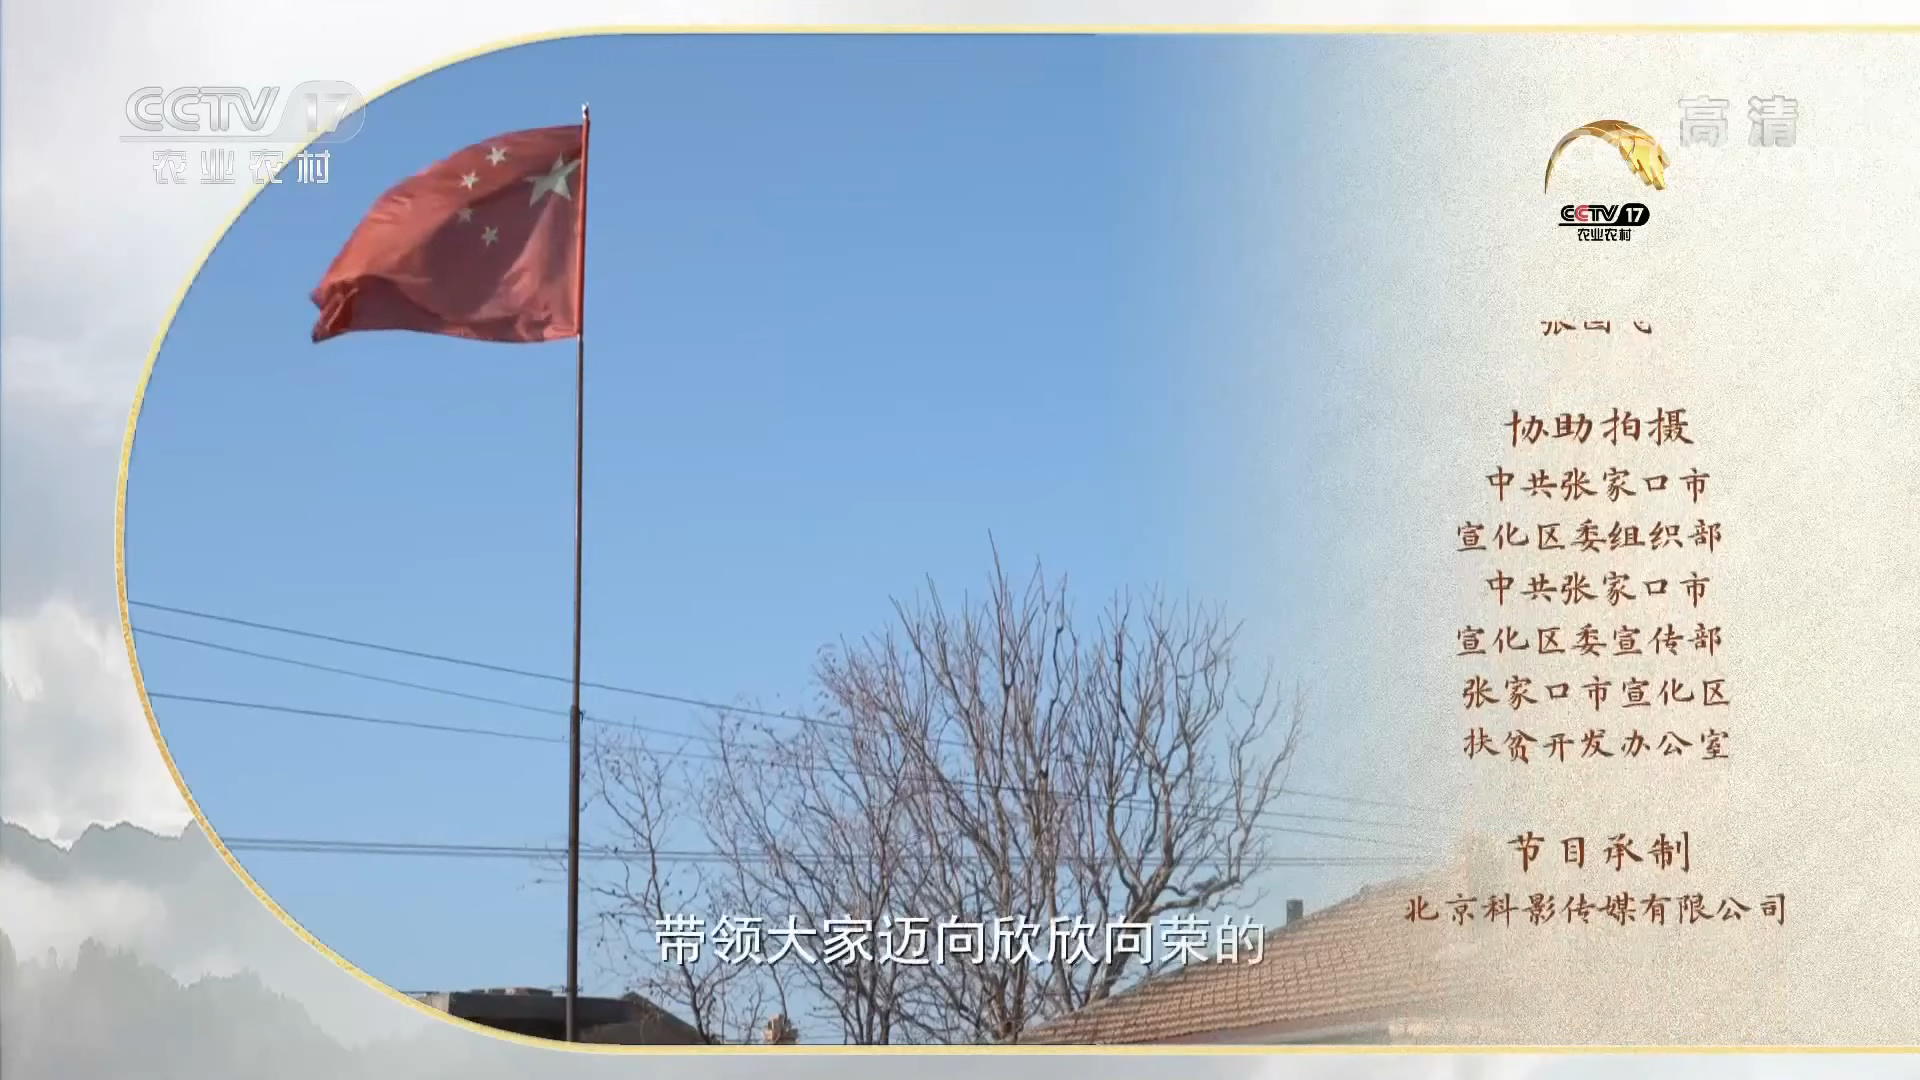 CCTV 17
农业农村
高清
CCTV 17
农业农村
协助拍摄
中共张家口市
宣化区委组织部
中共张家口市
宣化区委宣传部
张家口市宣化区
扶贫开发办公室
节目承制
北京科影传媒有限公司
带领大家迈向欣欣向荣的